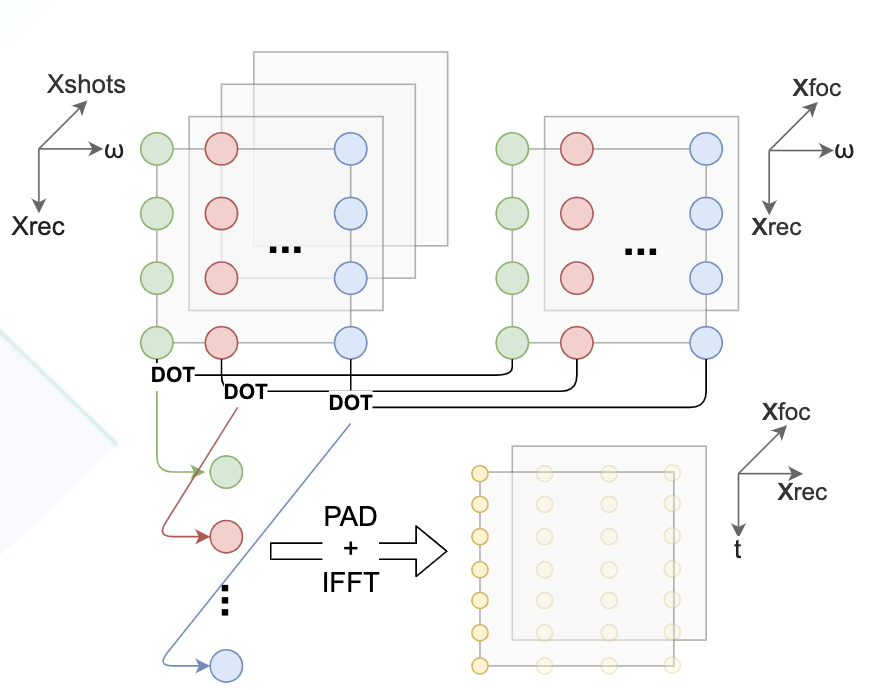 Xshots
ω
Xrec
...
Xfoc
ω
Xrec
...
DOT
DOT
DOT
PAD
+
IFFT
Xfoc
Xrec
t